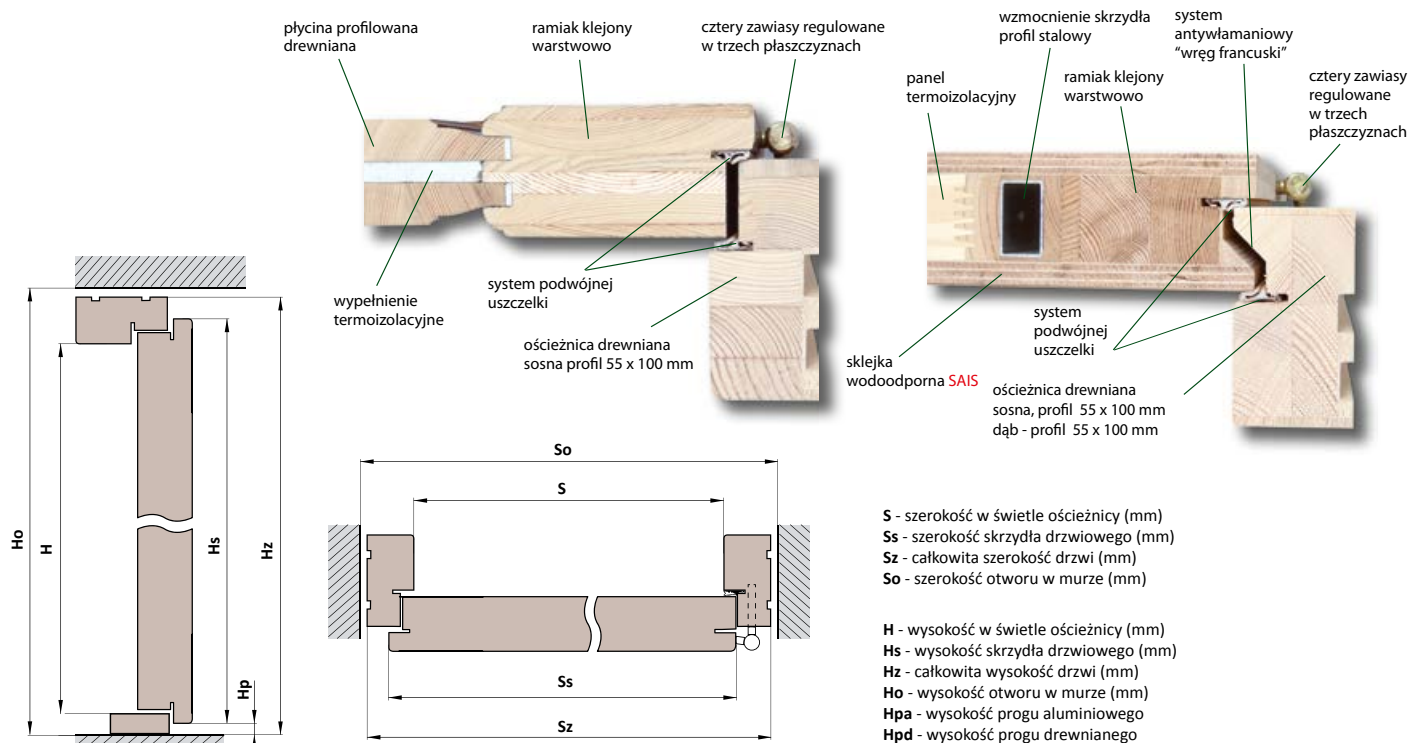 płycina profilowana
drewniana
ramiak klejony
warstwowo
cztery zawiasy regulowane
w trzech płaszczyznach
wypełnienie
termoizolacyjne
system podwójnej
uszczelki
ościeżnica drewniana
sosna profil 55 x 100 mm
wzmocnienie skrzydła
profil stalowy
system
antywłamaniowy
“wręg francuski”
panel
termoizolacyjny
ramiak klejony
warstwowo
cztery zawiasy
regulowane
w trzech
płaszczyznach
system
podwójnej
uszczelki
sklejka
wodoodporna SAIS
ościeżnica drewniana
sosna, profil 55 x 100 mm
dąb - profil 55 x 100 mm
Ho
H
Hs
Hz
Hp
So
S
Ss
Sz
S - szerokość w świetle ościeżnicy (mm)
Ss - szerokość skrzydła drzwiowego (mm)
Sz - całkowita szerokość drzwi (mm)
So - szerokość otworu w murze (mm)
H - wysokość w świetle ościeżnicy (mm)
Hs - wysokość skrzydła drzwiowego (mm)
Hz - całkowita wysokość drzwi (mm)
Ho - wysokość otworu w murze (mm)
Hpa - wysokość progu aluminiowego
Hpd - wysokość progu drewnianego